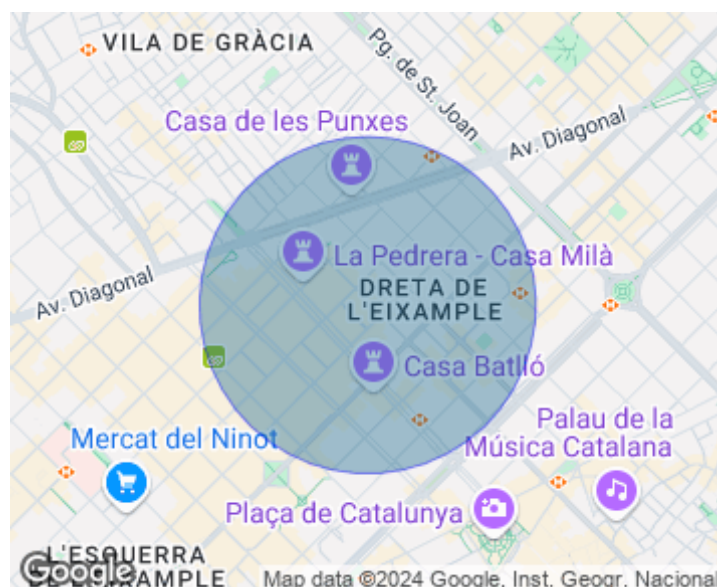 VILA DE GRÀCIA
Pg. de St. Joan
Casa de les Punxes
Av. Diagonal
La Pedrera - Casa Milà
DRETA DE
L'EIXAMPLE
Av. Diagonal
Casa Batlló
Mercat del Ninot
Palau de la
Música Catalana
Plaça de Catalunya
L'ESQUERRA
DE L'EIXAMPLE
Google
Map data ©2024 Google, Inst. Geogr. Nacional